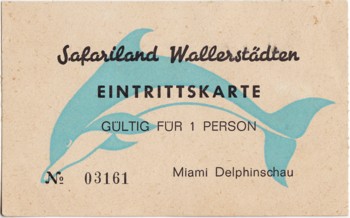 Safariland Wallerstädten
EINTRITTSKARTE
GÜLTIG FÜR 1 PERSON
№ 03161 Miami Delphinschau